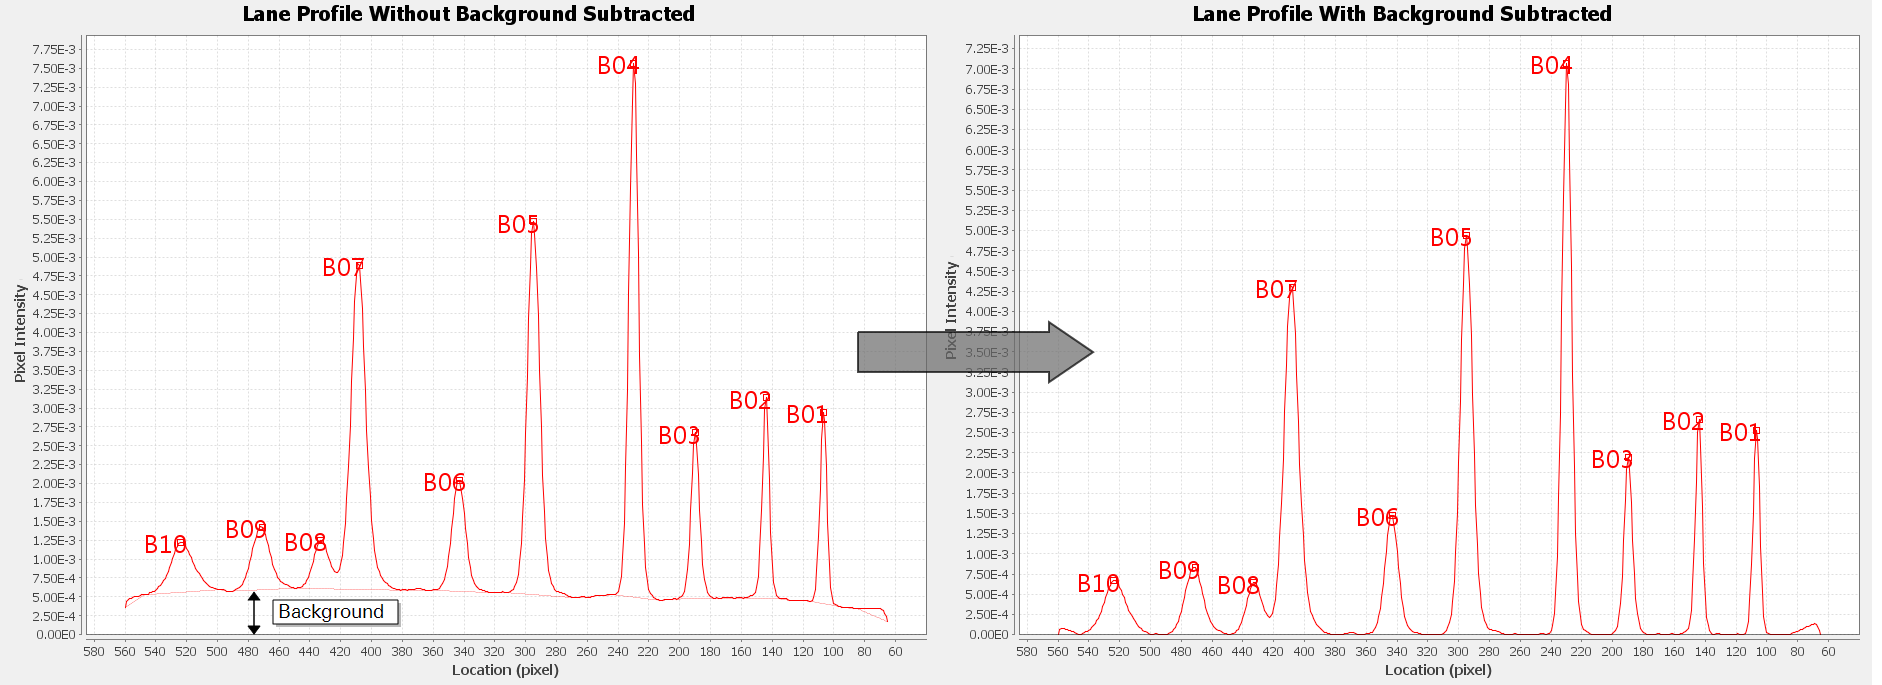 Lane Profile Without Background Subtracted
7.75E-3
7.50E-3
7.25E-3
7.00E-3
6.75E-3
6.50E-3
6.25E-3
6.00E-3
5.75E-3
5.50E-3
5.25E-3
5.00E-3
4.75E-3
4.50E-3
4.25E-3
4.00E-3
3.75E-3
3.50E-3
3.25E-3
3.00E-3
2.75E-3
2.50E-3
2.25E-3
2.00E-3
1.75E-3
1.50E-3
1.25E-3
1.00E-3
7.50E-4
5.00E-4
2.50E-4
0.00E0
Pixel Intensity
B10
B09
B08
B07
B06
B05
B04
B03
B02
B01
Background
580 560 540 520 500 480 460 440 420 400 380 360 340 320 300 280 260 240 220 200 180 160 140 120 100 80 60
Location (pixel)
Lane Profile With Background Subtracted
7.25E-3
7.00E-3
6.75E-3
6.50E-3
6.25E-3
6.00E-3
5.75E-3
5.50E-3
5.25E-3
5.00E-3
4.75E-3
4.50E-3
4.25E-3
4.00E-3
3.75E-3
3.50E-3
3.25E-3
3.00E-3
2.75E-3
2.50E-3
2.25E-3
2.00E-3
1.75E-3
1.50E-3
1.25E-3
1.00E-3
7.50E-4
5.00E-4
2.50E-4
0.00E0
Pixel Intensity
B10
B09
B08
B07
B06
B05
B04
B03
B02
B01
580 560 540 520 500 480 460 440 420 400 380 360 340 320 300 280 260 240 220 200 180 160 140 120 100 80 60
Location (pixel)